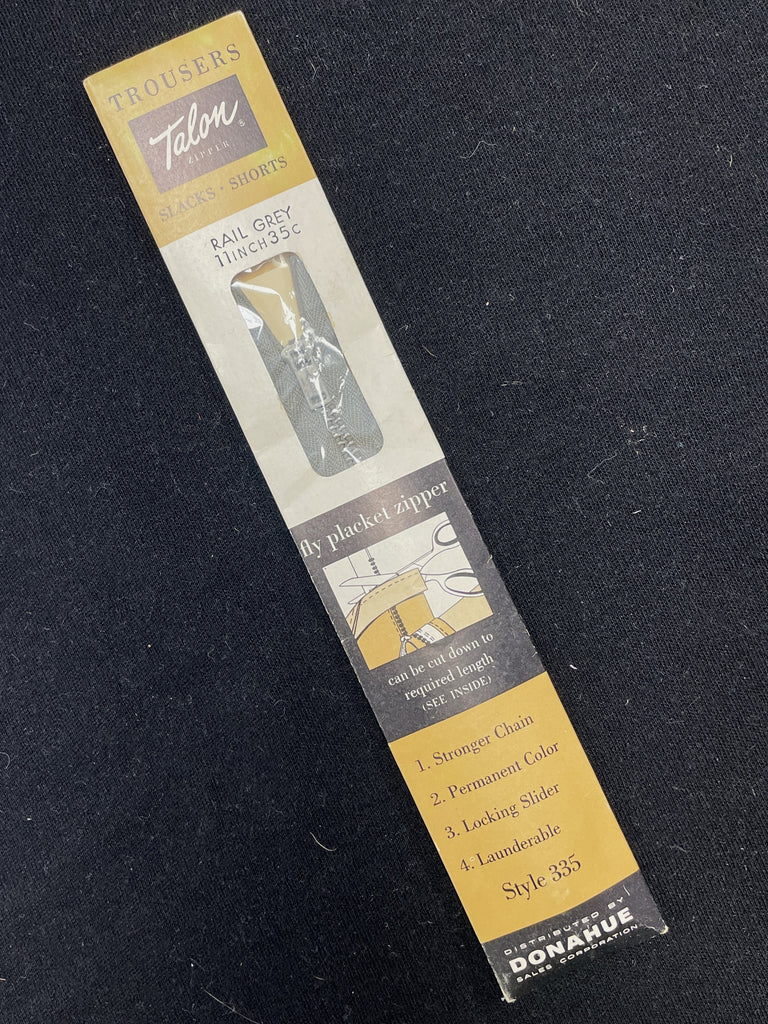 TROUSERS
Talon ®
ZIPPER
SLACKS · SHORTS
RAIL GREY
11 INCH 35C
fly placket zipper
can be cut down to
required length
(SEE INSIDE)
1. Stronger Chain
2. Permanent Color
3. Locking Slider
4. Launderable
Style 335
DISTRIBUTED BY
DONAHUE
SALES CORPORATION